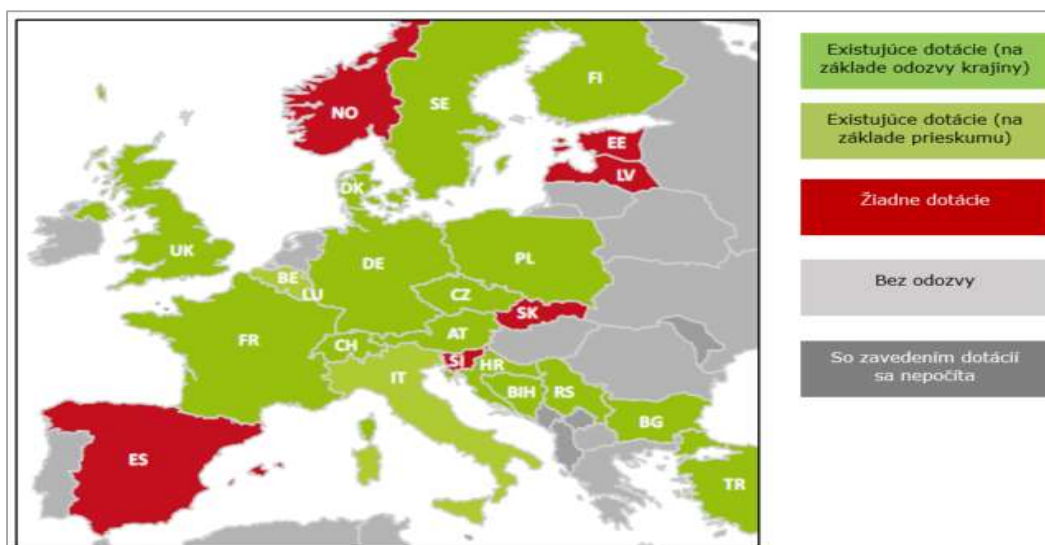 NO
SE
FI
EE
LV
DK
UK
BE
LU
DE
PL
CZ
SK
FR
CH
AT
SI
HR
IT
BIH
RS
BG
ES
TR
Existujúce dotácie (na
základe odozvy krajiny)
Existujúce dotácie (na
základe prieskumu)
Žiadne dotácie
Bez odozvy
So zavedením dotácií
sa nepočíta